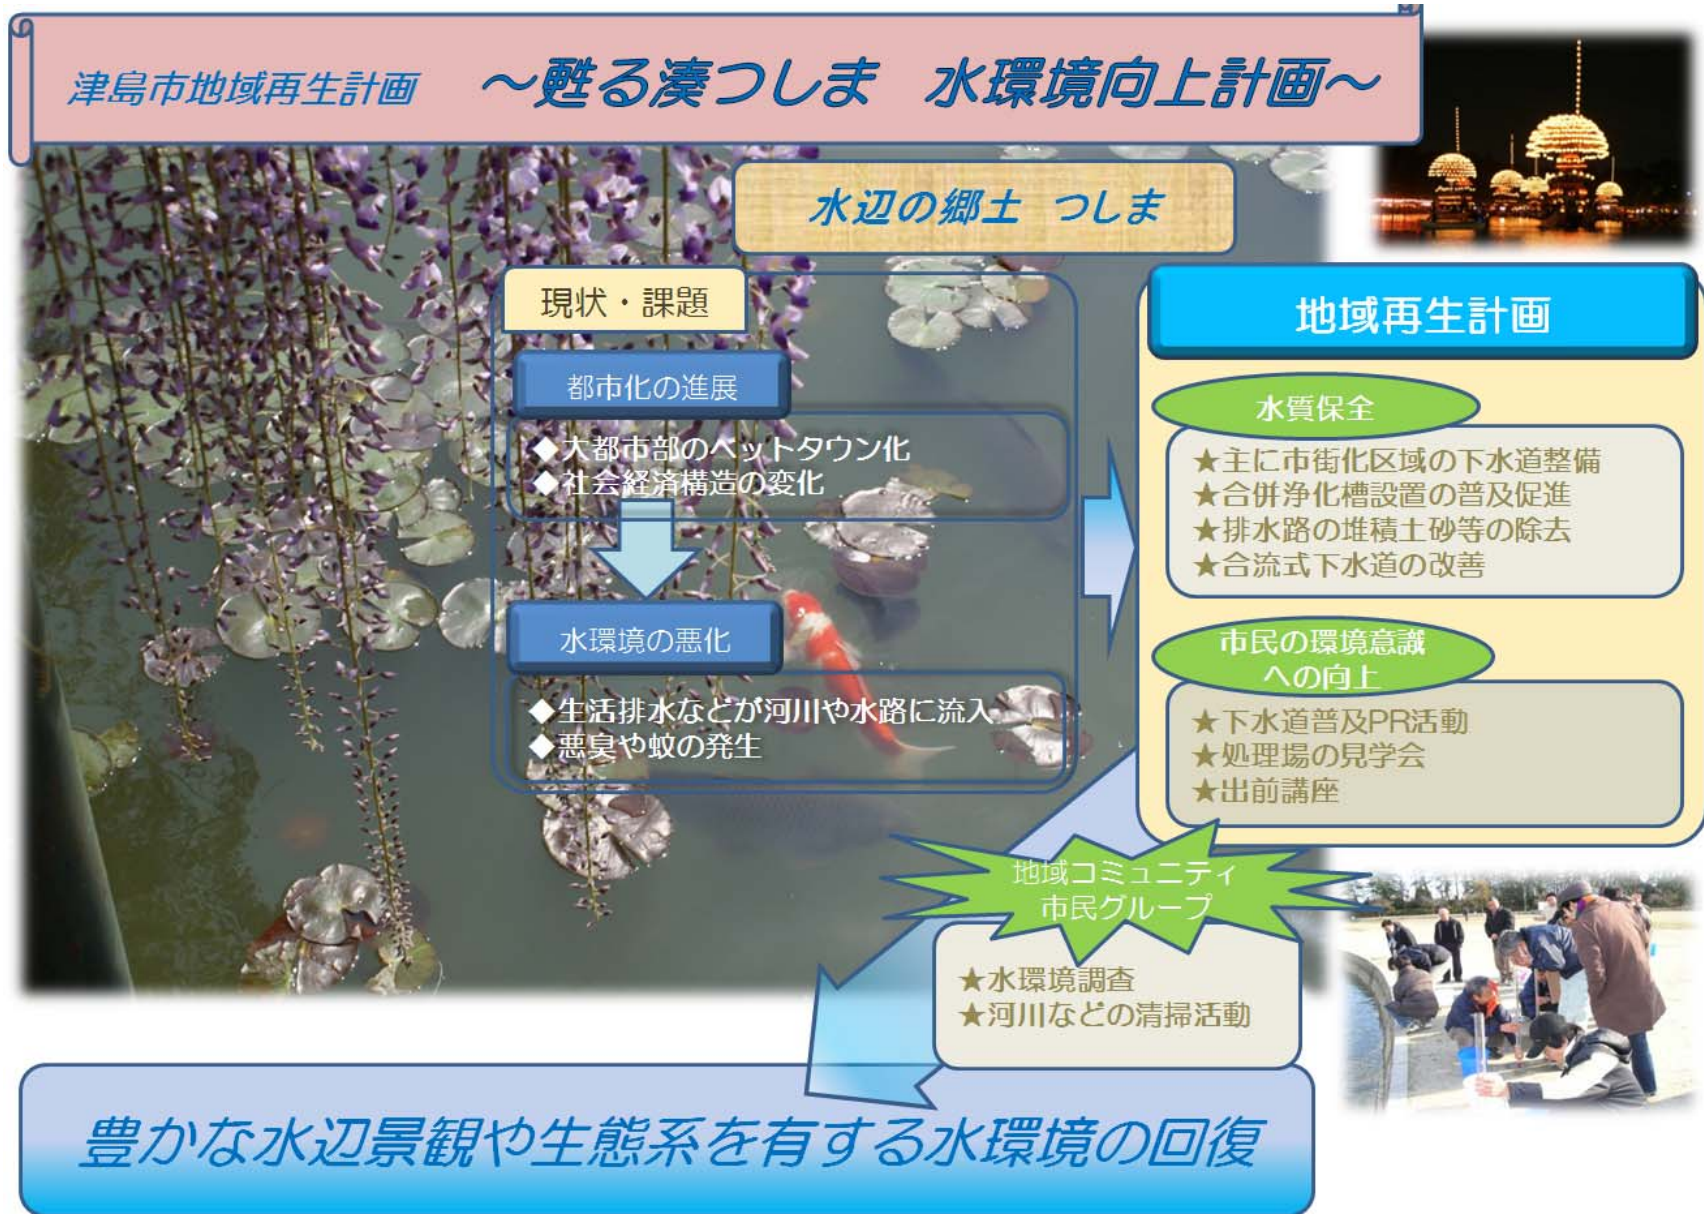 津島市地域再生計画 ～甦る湊つしま 水環境向上計画～
水辺の郷土 つしま
現状・課題
都市化の進展
◆大都市部のベットタウン化
◆社会経済構造の変化
水環境の悪化
◆生活排水などが河川や水路に流入
◆悪臭や蚊の発生
地域再生計画
水質保全
★主に市街化区域の下水道整備
★合併浄化槽設置の普及促進
★排水路の堆積土砂等の除去
★合流式下水道の改善
市民の環境意識
への向上
★下水道普及PR活動
★処理場の見学会
★出前講座
地域コミュニティ
市民グループ
★水環境調査
★河川などの清掃活動
豊かな水辺景観や生態系を有する水環境の回復